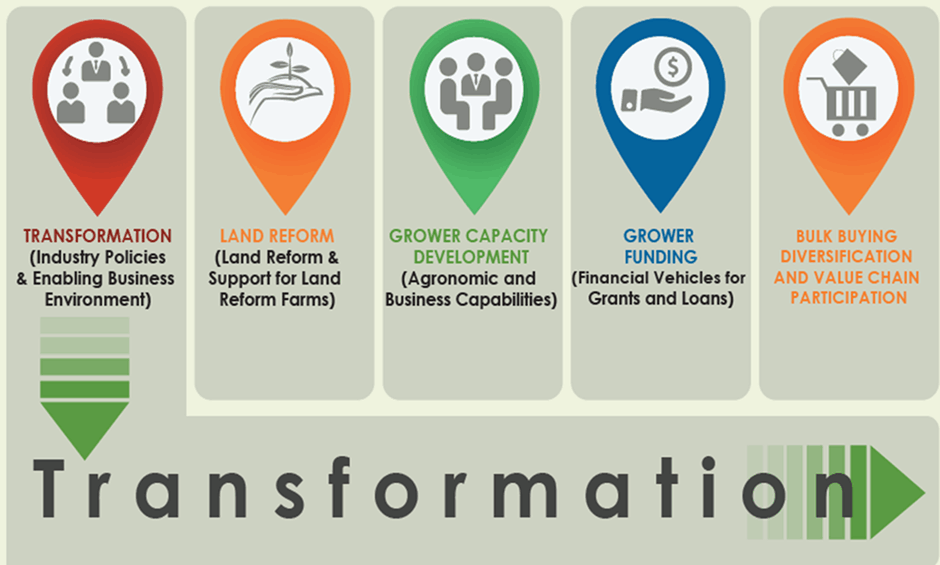 TRANSFORMATION
(Industry Policies
& Enabling Business
Environment)
LAND REFORM
(Land Reform &
Support for Land
Reform Farms)
GROWER CAPACITY
DEVELOPMENT
(Agronomic and
Business Capabilities)
GROWER
FUNDING
(Financial Vehicles for
Grants and Loans)
BULK BUYING
DIVERSIFICATION
AND VALUE CHAIN
PARTICIPATION
$
Transformation